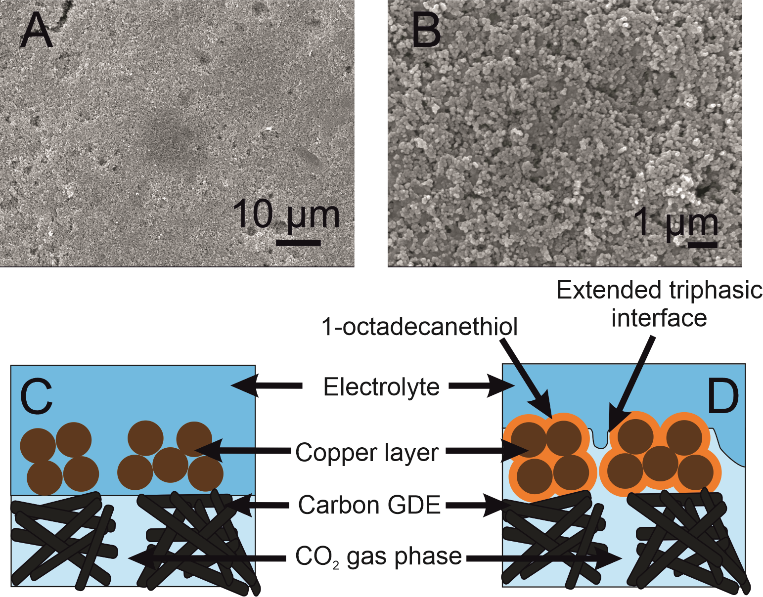 A
B
10 µm
1 µm
Extended triphasic
interface
1-octadecanethiol
C
D
Electrolyte
Copper layer
Carbon GDE
CO₂ gas phase